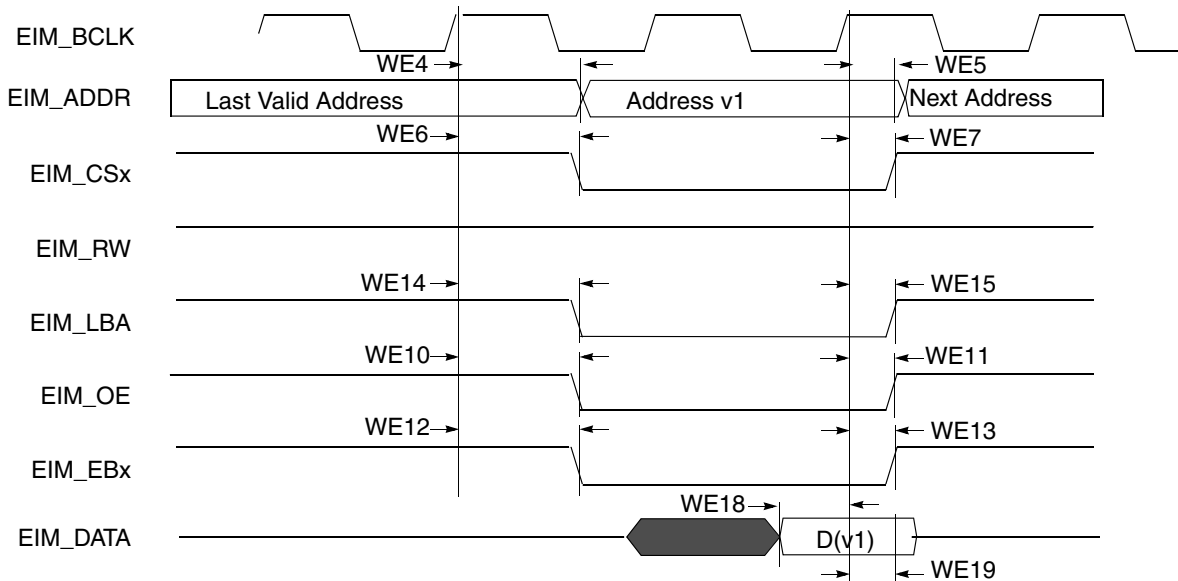 EIM_BCLK
WE4
WE5
EIM_ADDR
Last Valid Address
Address v1
Next Address
WE6
WE7
EIM_CSx
EIM_RW
WE14
WE15
EIM_LBA
WE10
WE11
EIM_OE
WE12
WE13
EIM_EBx
WE18
EIM_DATA
D(v1)
WE19